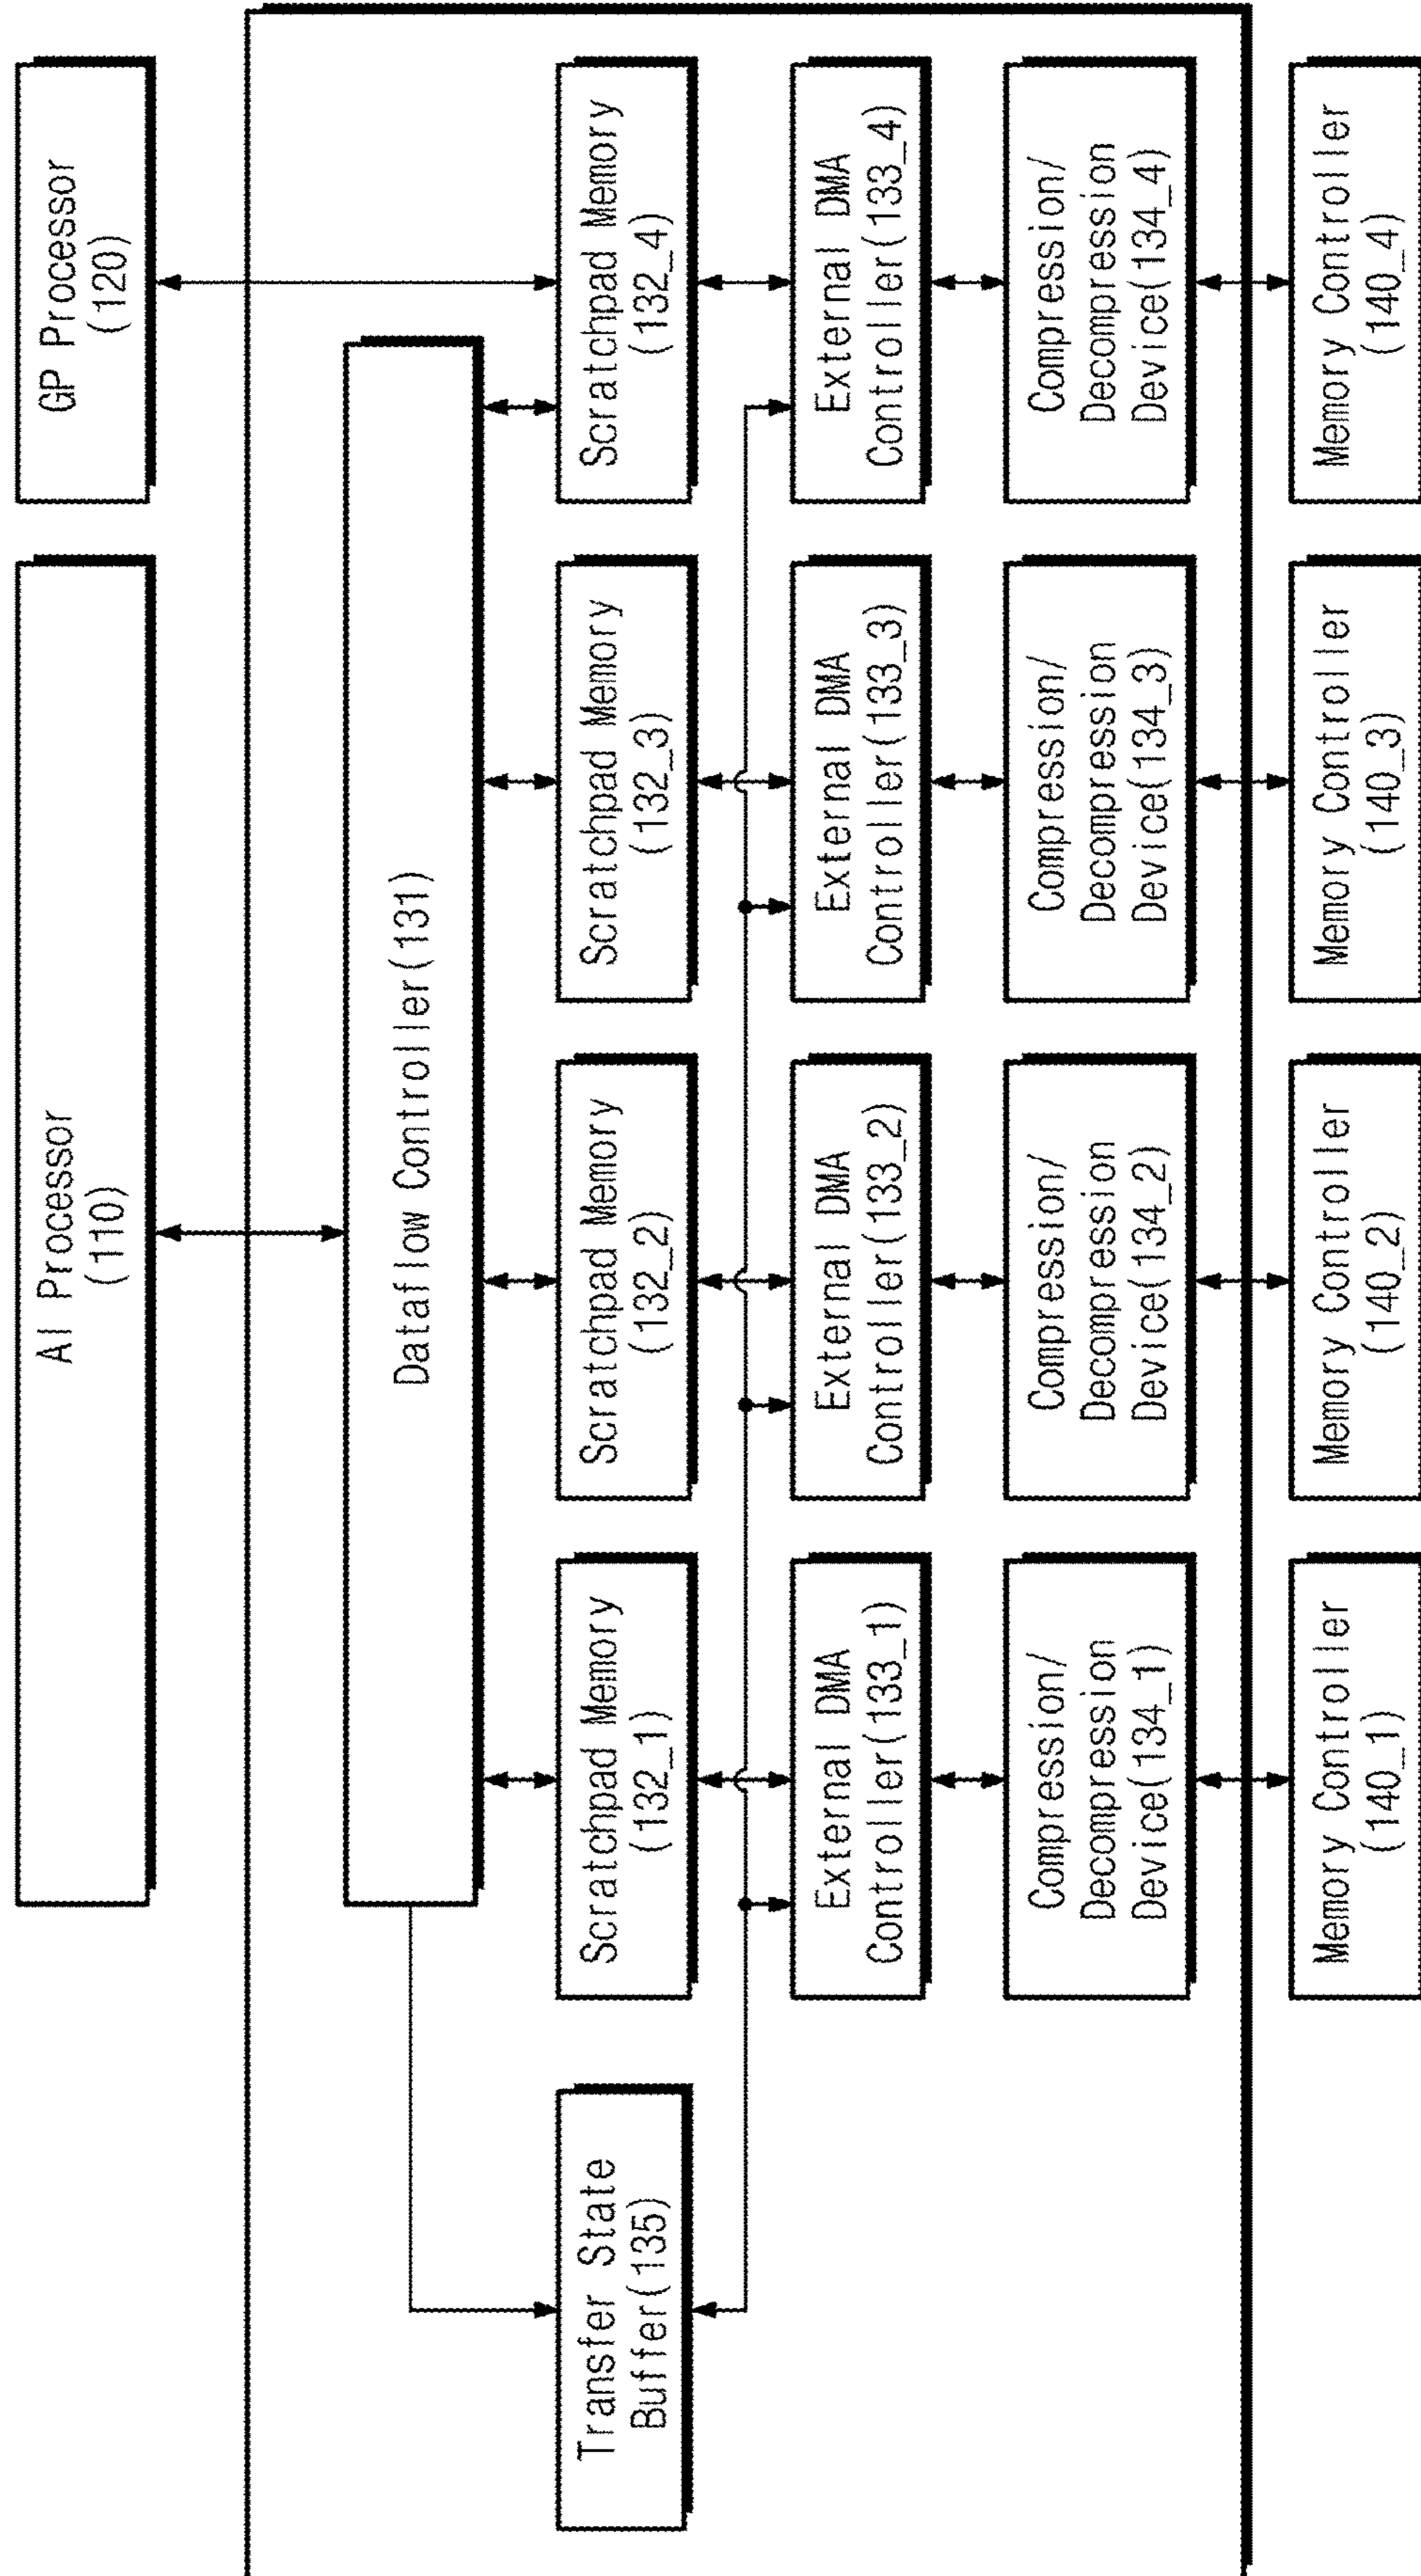 AI Processor
(110)
GP Processor
(120)
Dataflow Controller(131)
Transfer State
Buffer(135)
Scratchpad Memory
(132_1)
Scratchpad Memory
(132_2)
Scratchpad Memory
(132_3)
Scratchpad Memory
(132_4)
External DMA
Controller(133_1)
External DMA
Controller(133_2)
External DMA
Controller(133_3)
External DMA
Controller(133_4)
Compression/
Decompression
Device(134_1)
Compression/
Decompression
Device(134_2)
Compression/
Decompression
Device(134_3)
Compression/
Decompression
Device(134_4)
Memory Controller
(140_1)
Memory Controller
(140_2)
Memory Controller
(140_3)
Memory Controller
(140_4)